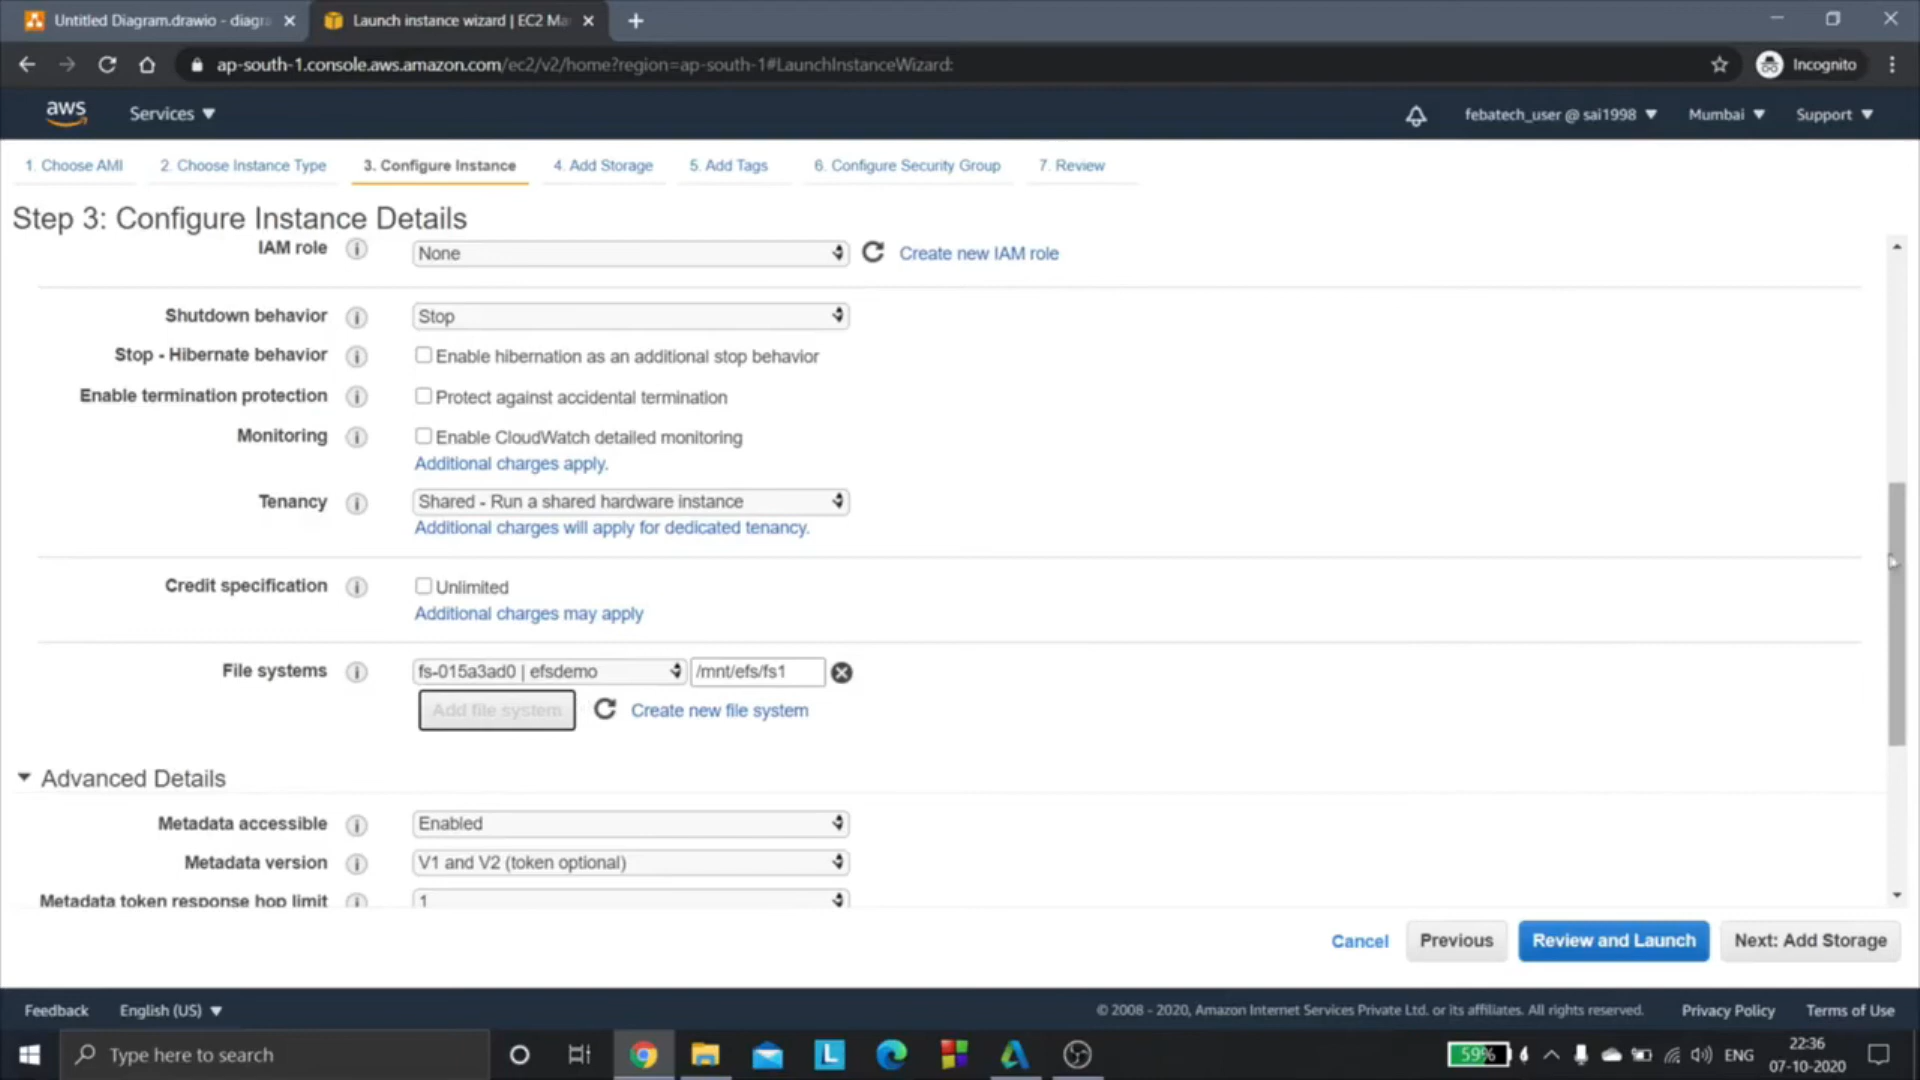 Untitled Diagram.drawio - diagra
Launch instance wizard | EC2 Ma
ap-south-1.console.aws.amazon.com/ec2/v2/home?region=ap-south-1#LaunchInstanceWizard:
Incognito
aws
Services
febatech_user @ sai1998
Mumbai
Support
1. Choose AMI
2. Choose Instance Type
3. Configure Instance
4. Add Storage
5. Add Tags
6. Configure Security Group
7. Review
Step 3: Configure Instance Details
IAM role
None
Create new IAM role
Shutdown behavior
Stop
Stop - Hibernate behavior
Enable hibernation as an additional stop behavior
Enable termination protection
Protect against accidental termination
Monitoring
Enable CloudWatch detailed monitoring
Additional charges apply.
Tenancy
Shared - Run a shared hardware instance
Additional charges will apply for dedicated tenancy.
Credit specification
Unlimited
Additional charges may apply
File systems
fs-015a3ad0 | efsdemo
/mnt/efs/fs1
Add file system
Create new file system
Advanced Details
Metadata accessible
Enabled
Metadata version
V1 and V2 (token optional)
Metadata token response hop limit
1
Cancel
Previous
Review and Launch
Next: Add Storage
Feedback
English (US)
© 2008 - 2020, Amazon Internet Services Private Ltd. or its affiliates. All rights reserved.
Privacy Policy
Terms of Use
Type here to search
L
59%
ENG
22:36
07-10-2020